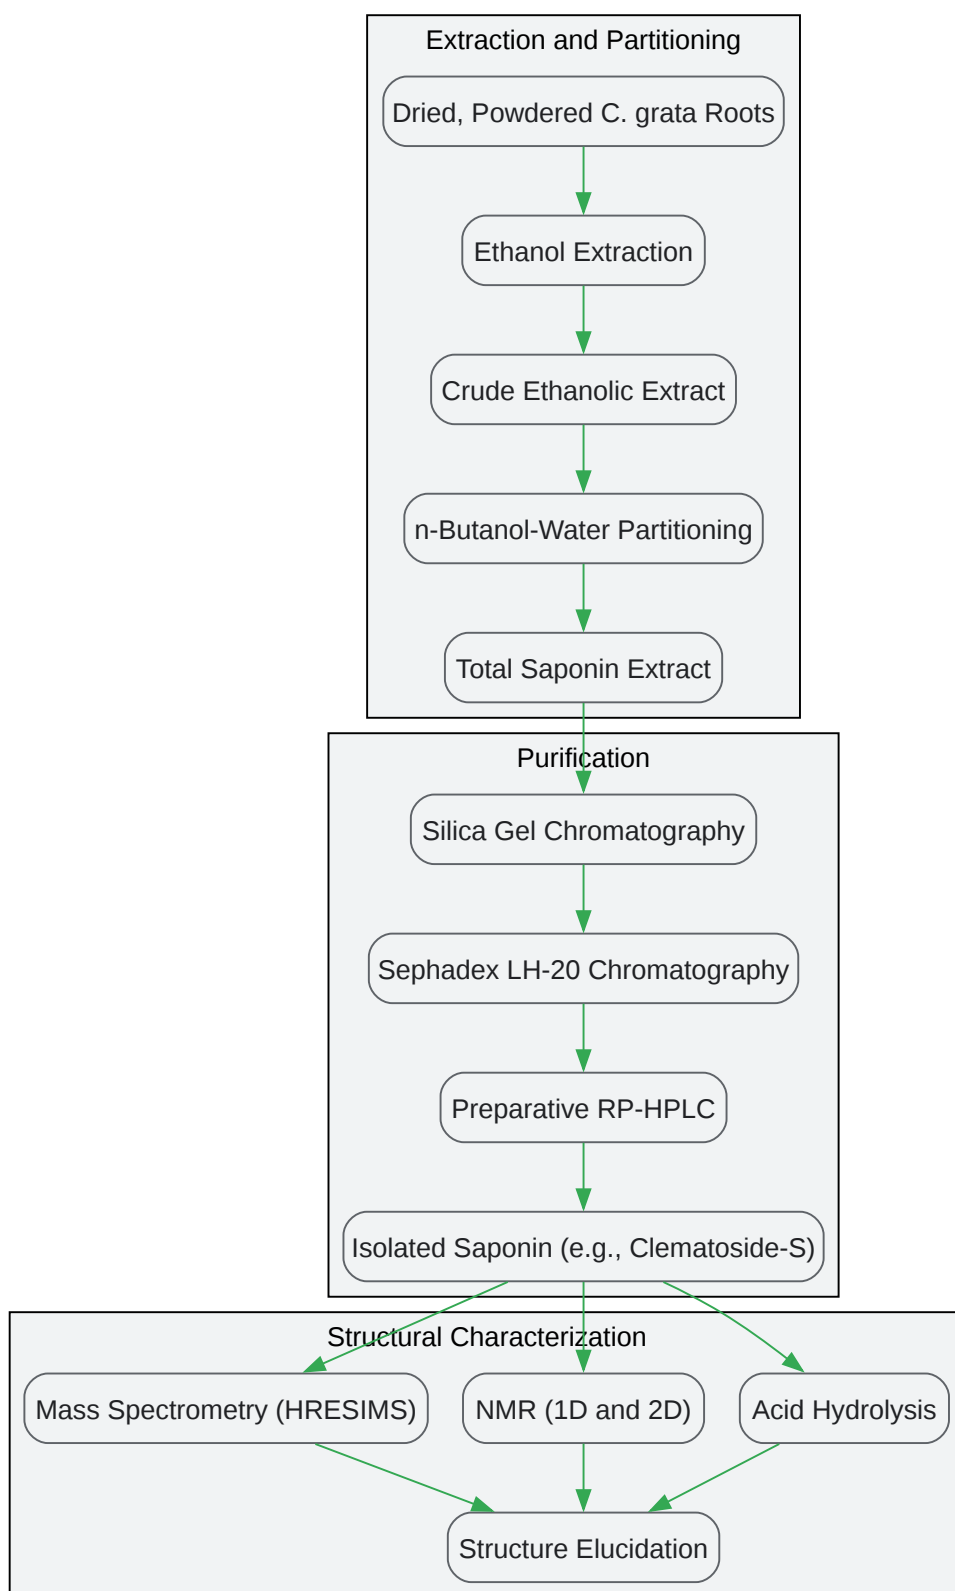 Extraction and Partitioning
Dried, Powdered C. grata Roots
Ethanol Extraction
Crude Ethanolic Extract
n-Butanol-Water Partitioning
Total Saponin Extract
Purification
Silica Gel Chromatography
Sephadex LH-20 Chromatography
Preparative RP-HPLC
Isolated Saponin (e.g., Clematoside-S)
Structural Characterization
Mass Spectrometry (HRESIMS)
NMR (1D and 2D)
Acid Hydrolysis
Structure Elucidation